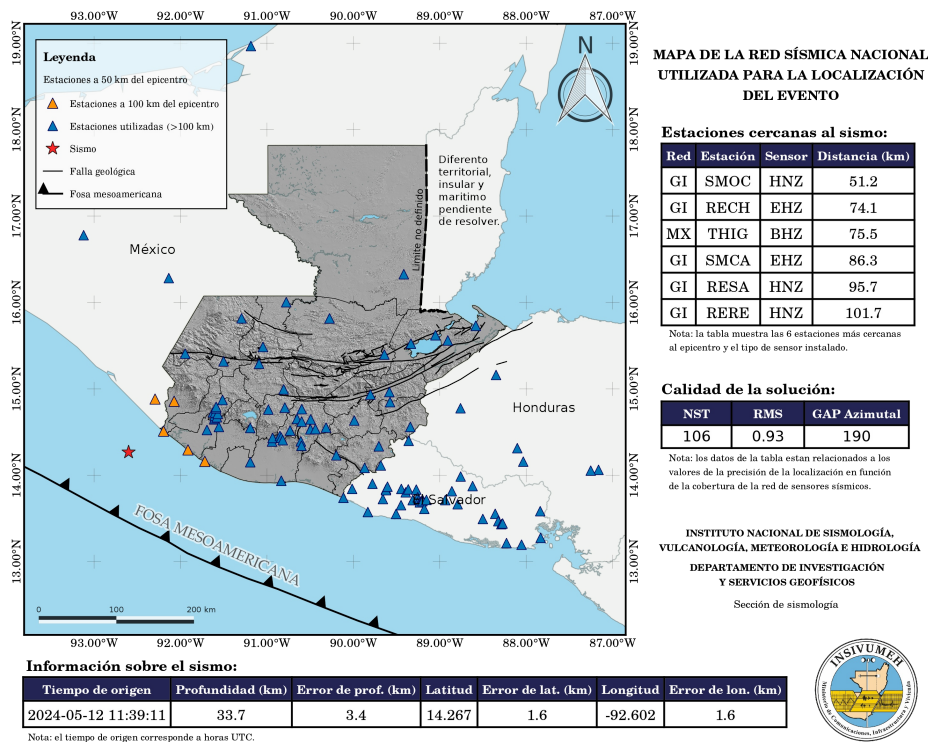 93.00°W 92.00°W 91.00°W 90.00°W 89.00°W 88.00°W 87.00°W
19.00°N 19.00°N
18.00°N 18.00°N
17.00°N 17.00°N
16.00°N 16.00°N
15.00°N 15.00°N
14.00°N 14.00°N
13.00°N 13.00°N
Leyenda
Estaciones a 50 km del epicentro
Estaciones a 100 km del epicentro
Estaciones utilizadas (>100 km)
Sismo
Falla geológica
Fosa mesoamericana
N
Diferento
territorial,
insular y
maritimo
pendiente
de resolver.
Límite no definido
México
Honduras
El Salvador
FOSA MESOAMERICANA
0 100 200 km
93.00°W 92.00°W 91.00°W 90.00°W 89.00°W 88.00°W 87.00°W
MAPA DE LA RED SÍSMICA NACIONAL
UTILIZADA PARA LA LOCALIZACIÓN
DEL EVENTO
Estaciones cercanas al sismo:
Red Estación Sensor Distancia (km)
GI SMOC HNZ 51.2
GI RECH EHZ 74.1
MX THIG BHZ 75.5
GI SMCA EHZ 86.3
GI RESA HNZ 95.7
GI RERE HNZ 101.7
Nota: la tabla muestra las 6 estaciones más cercanas
al epicentro y el tipo de sensor instalado.
Calidad de la solución:
NST RMS GAP Azimutal
106 0.93 190
Nota: los datos de la tabla estan relacionados a los
valores de la precisión de la localización en función
de la cobertura de la red de sensores sísmicos.
INSTITUTO NACIONAL DE SISMOLOGÍA,
VULCANOLOGÍA, METEOROLOGÍA E HIDROLOGÍA
DEPARTAMENTO DE INVESTIGACIÓN
Y SERVICIOS GEOFÍSICOS
Sección de sismología
Información sobre el sismo:
Tiempo de origen Profundidad (km) Error de prof. (km) Latitud Error de lat. (km) Longitud Error de lon. (km)
2024-05-12 11:39:11 33.7 3.4 14.267 1.6 -92.602 1.6
Nota: el tiempo de origen corresponde a horas UTC.
INSIVUMEH
Ministerio de Comunicaciones, Infraestructura y Vivienda